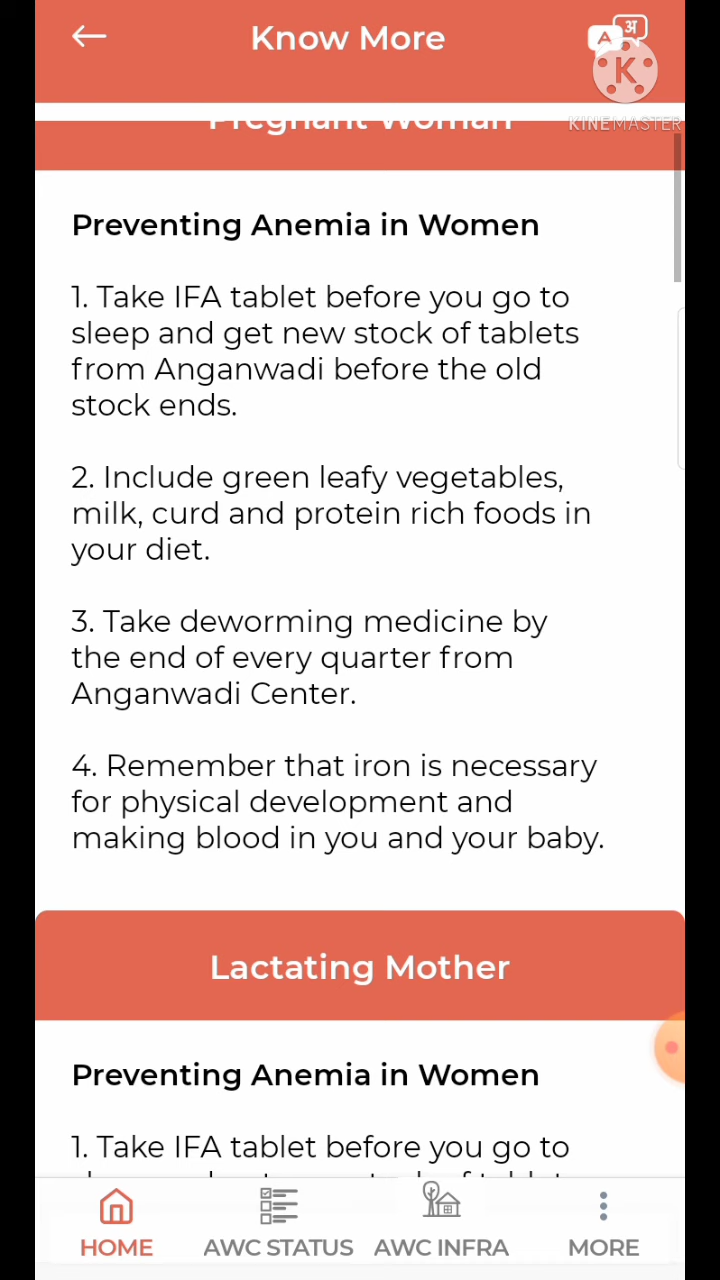 Know More
A अ
K
KINEMASTER
Pregnant Woman
Preventing Anemia in Women
1. Take IFA tablet before you go to
sleep and get new stock of tablets
from Anganwadi before the old
stock ends.
2. Include green leafy vegetables,
milk, curd and protein rich foods in
your diet.
3. Take deworming medicine by
the end of every quarter from
Anganwadi Center.
4. Remember that iron is necessary
for physical development and
making blood in you and your baby.
Lactating Mother
Preventing Anemia in Women
1. Take IFA tablet before you go to
HOME AWC STATUS AWC INFRA MORE